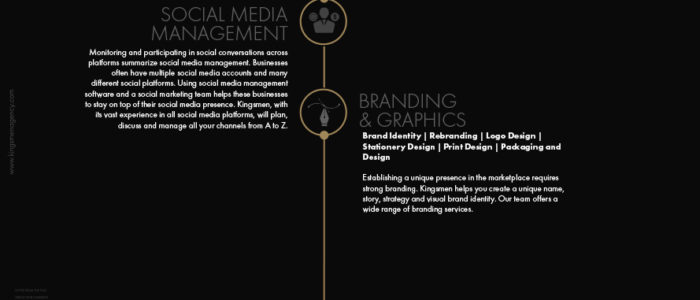 SOCIAL MEDIA
MANAGEMENT
Monitoring and participating in social conversations across
platforms summarize social media management. Businesses
often have multiple social media accounts and many
different social platforms. Using social media management
software and a social marketing team helps these businesses
to stay on top of their social media presence. Kingsmen, with
its vast experience in all social media platforms, will plan,
discuss and manage all your channels from A to Z.
www.kingsmenagency.com
BRANDING
& GRAPHICS
Brand Identity | Rebranding | Logo Design |
Stationery Design | Print Design | Packaging and
Design
Establishing a unique presence in the marketplace requires
strong branding. Kingsmen helps you create a unique name,
story, strategy and visual brand identity. Our team offers a
wide range of branding services.